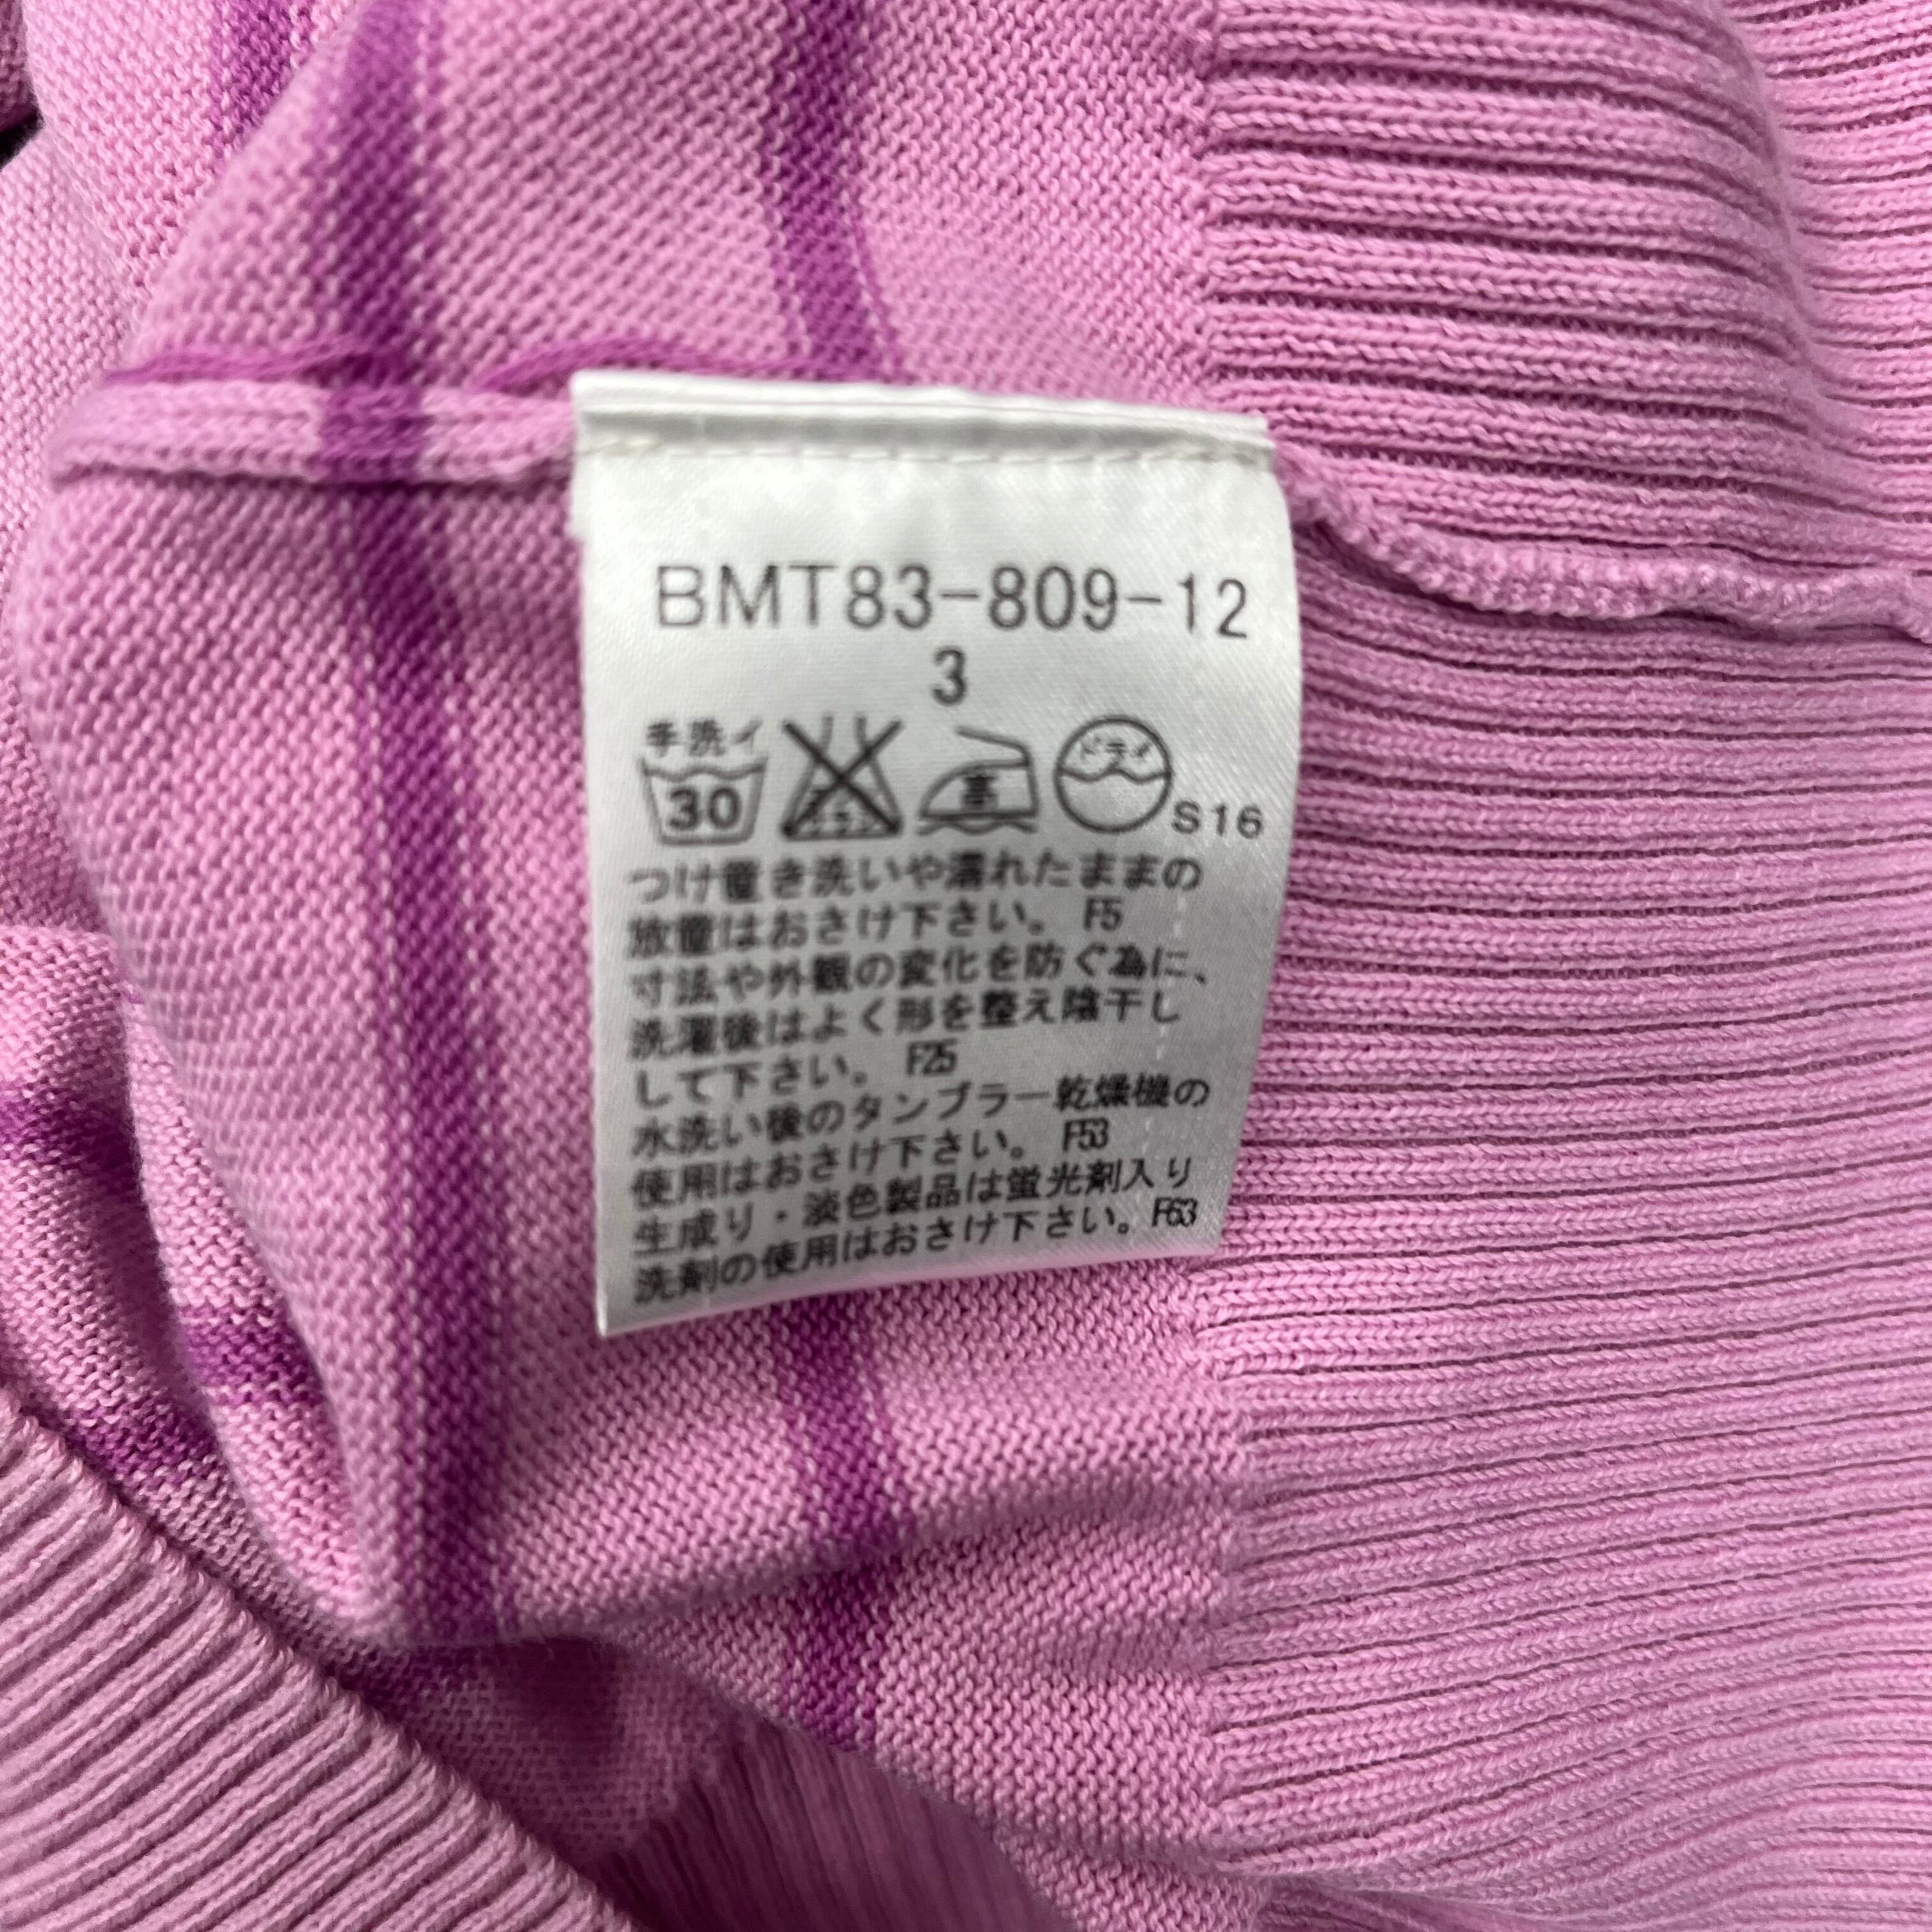 BMT83-809-12
3
手洗イ
30
高
ドライ
S16
つけ置き洗いや濡れたままの
放置はおさけ下さい。 F5
寸法や外観の変化を防ぐ為に、
洗濯後はよく形を整え陰干し
して下さい。 F25
水洗い後のタンブラー乾燥機の
使用はおさけ下さい。 F53
生成り・淡色製品は蛍光剤入り
洗剤の使用はおさけ下さい。F63